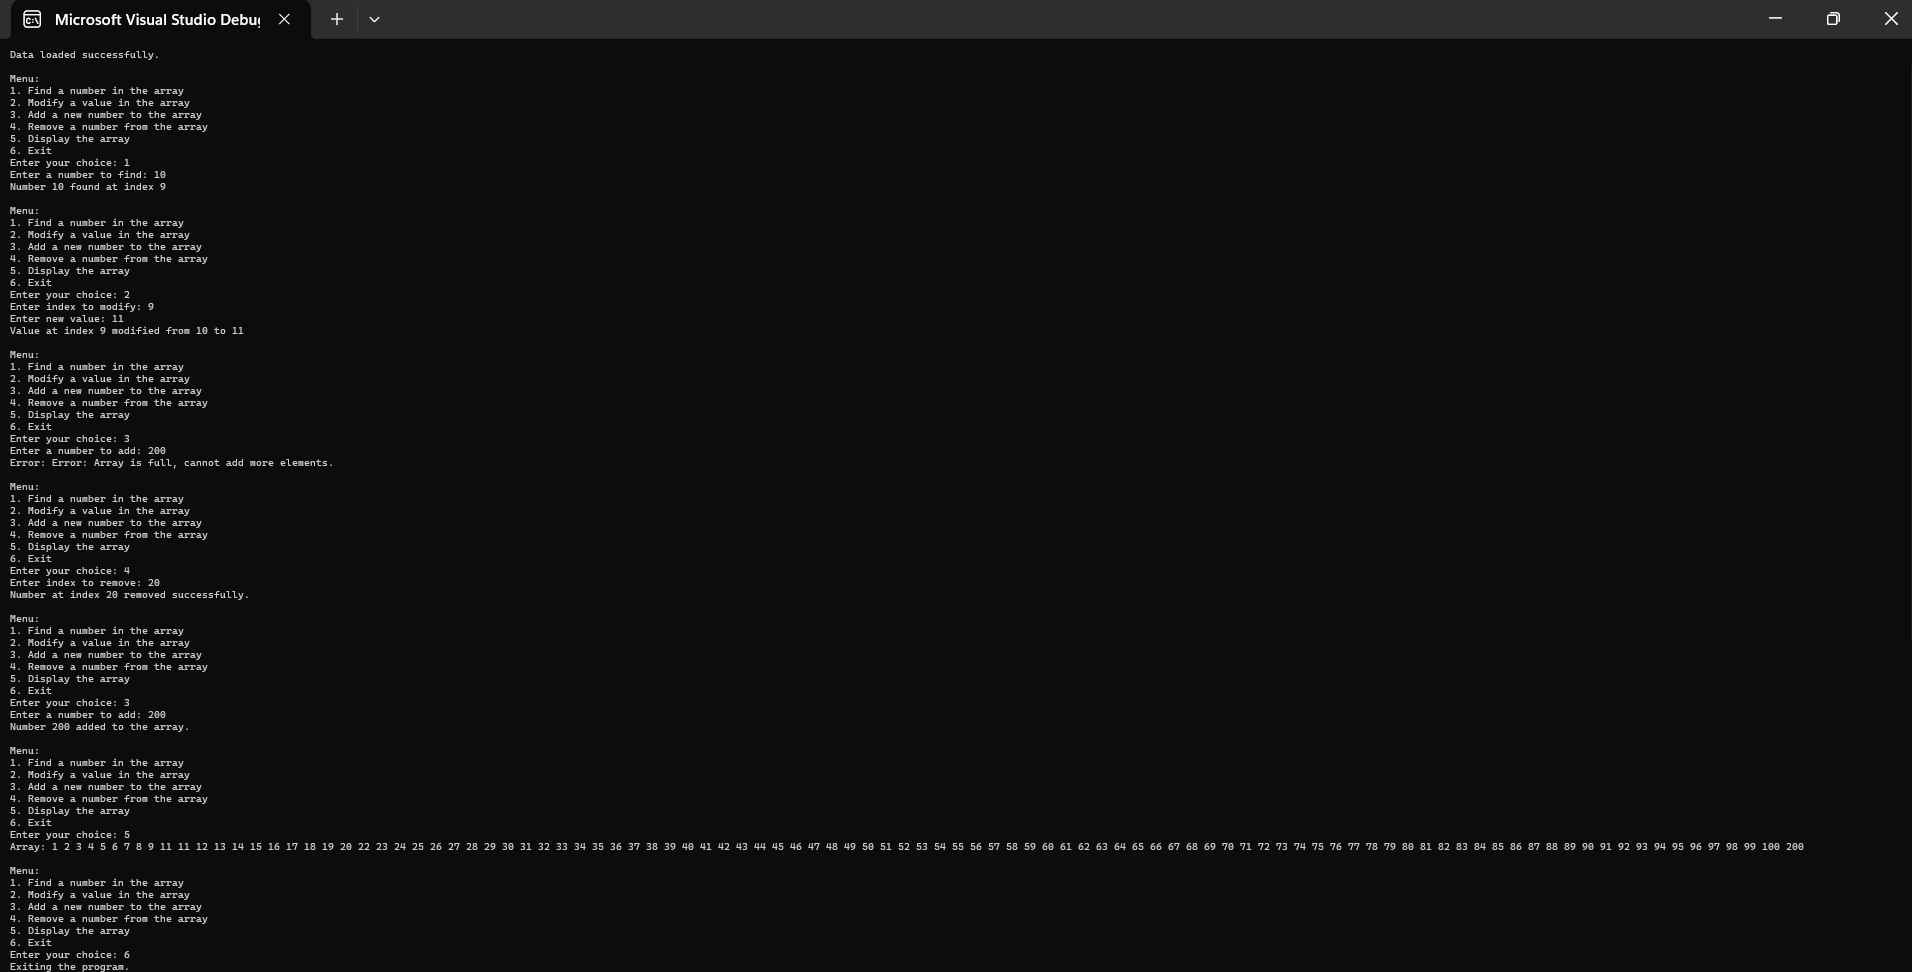 Microsoft Visual Studio Debug
Data loaded successfully.
Menu:
1. Find a number in the array
2. Modify a value in the array
3. Add a new number to the array
4. Remove a number from the array
5. Display the array
6. Exit
Enter your choice: 1
Enter a number to find: 10
Number 10 found at index 9
Menu:
1. Find a number in the array
2. Modify a value in the array
3. Add a new number to the array
4. Remove a number from the array
5. Display the array
6. Exit
Enter your choice: 2
Enter index to modify: 9
Enter new value: 11
Value at index 9 modified from 10 to 11
Menu:
1. Find a number in the array
2. Modify a value in the array
3. Add a new number to the array
4. Remove a number from the array
5. Display the array
6. Exit
Enter your choice: 3
Enter a number to add: 200
Error: Error: Array is full, cannot add more elements.
Menu:
1. Find a number in the array
2. Modify a value in the array
3. Add a new number to the array
4. Remove a number from the array
5. Display the array
6. Exit
Enter your choice: 4
Enter index to remove: 20
Number at index 20 removed successfully.
Menu:
1. Find a number in the array
2. Modify a value in the array
3. Add a new number to the array
4. Remove a number from the array
5. Display the array
6. Exit
Enter your choice: 3
Enter a number to add: 200
Number 200 added to the array.
Menu:
1. Find a number in the array
2. Modify a value in the array
3. Add a new number to the array
4. Remove a number from the array
5. Display the array
6. Exit
Enter your choice: 5
Array: 1 2 3 4 5 6 7 8 9 11 11 12 13 14 15 16 17 18 19 20 22 23 24 25 26 27 28 29 30 31 32 33 34 35 36 37 38 39 40 41 42 43 44 45 46 47 48 49 50 51 52 53 54 55 56 57 58 59 60 61 62 63 64 65 66 67 68 69 70 71 72 73 74 75 76 77 78 79 80 81 82 83 84 85 86 87 88 89 90 91 92 93 94 95 96 97 98 99 100 200
Menu:
1. Find a number in the array
2. Modify a value in the array
3. Add a new number to the array
4. Remove a number from the array
5. Display the array
6. Exit
Enter your choice: 6
Exiting the program.